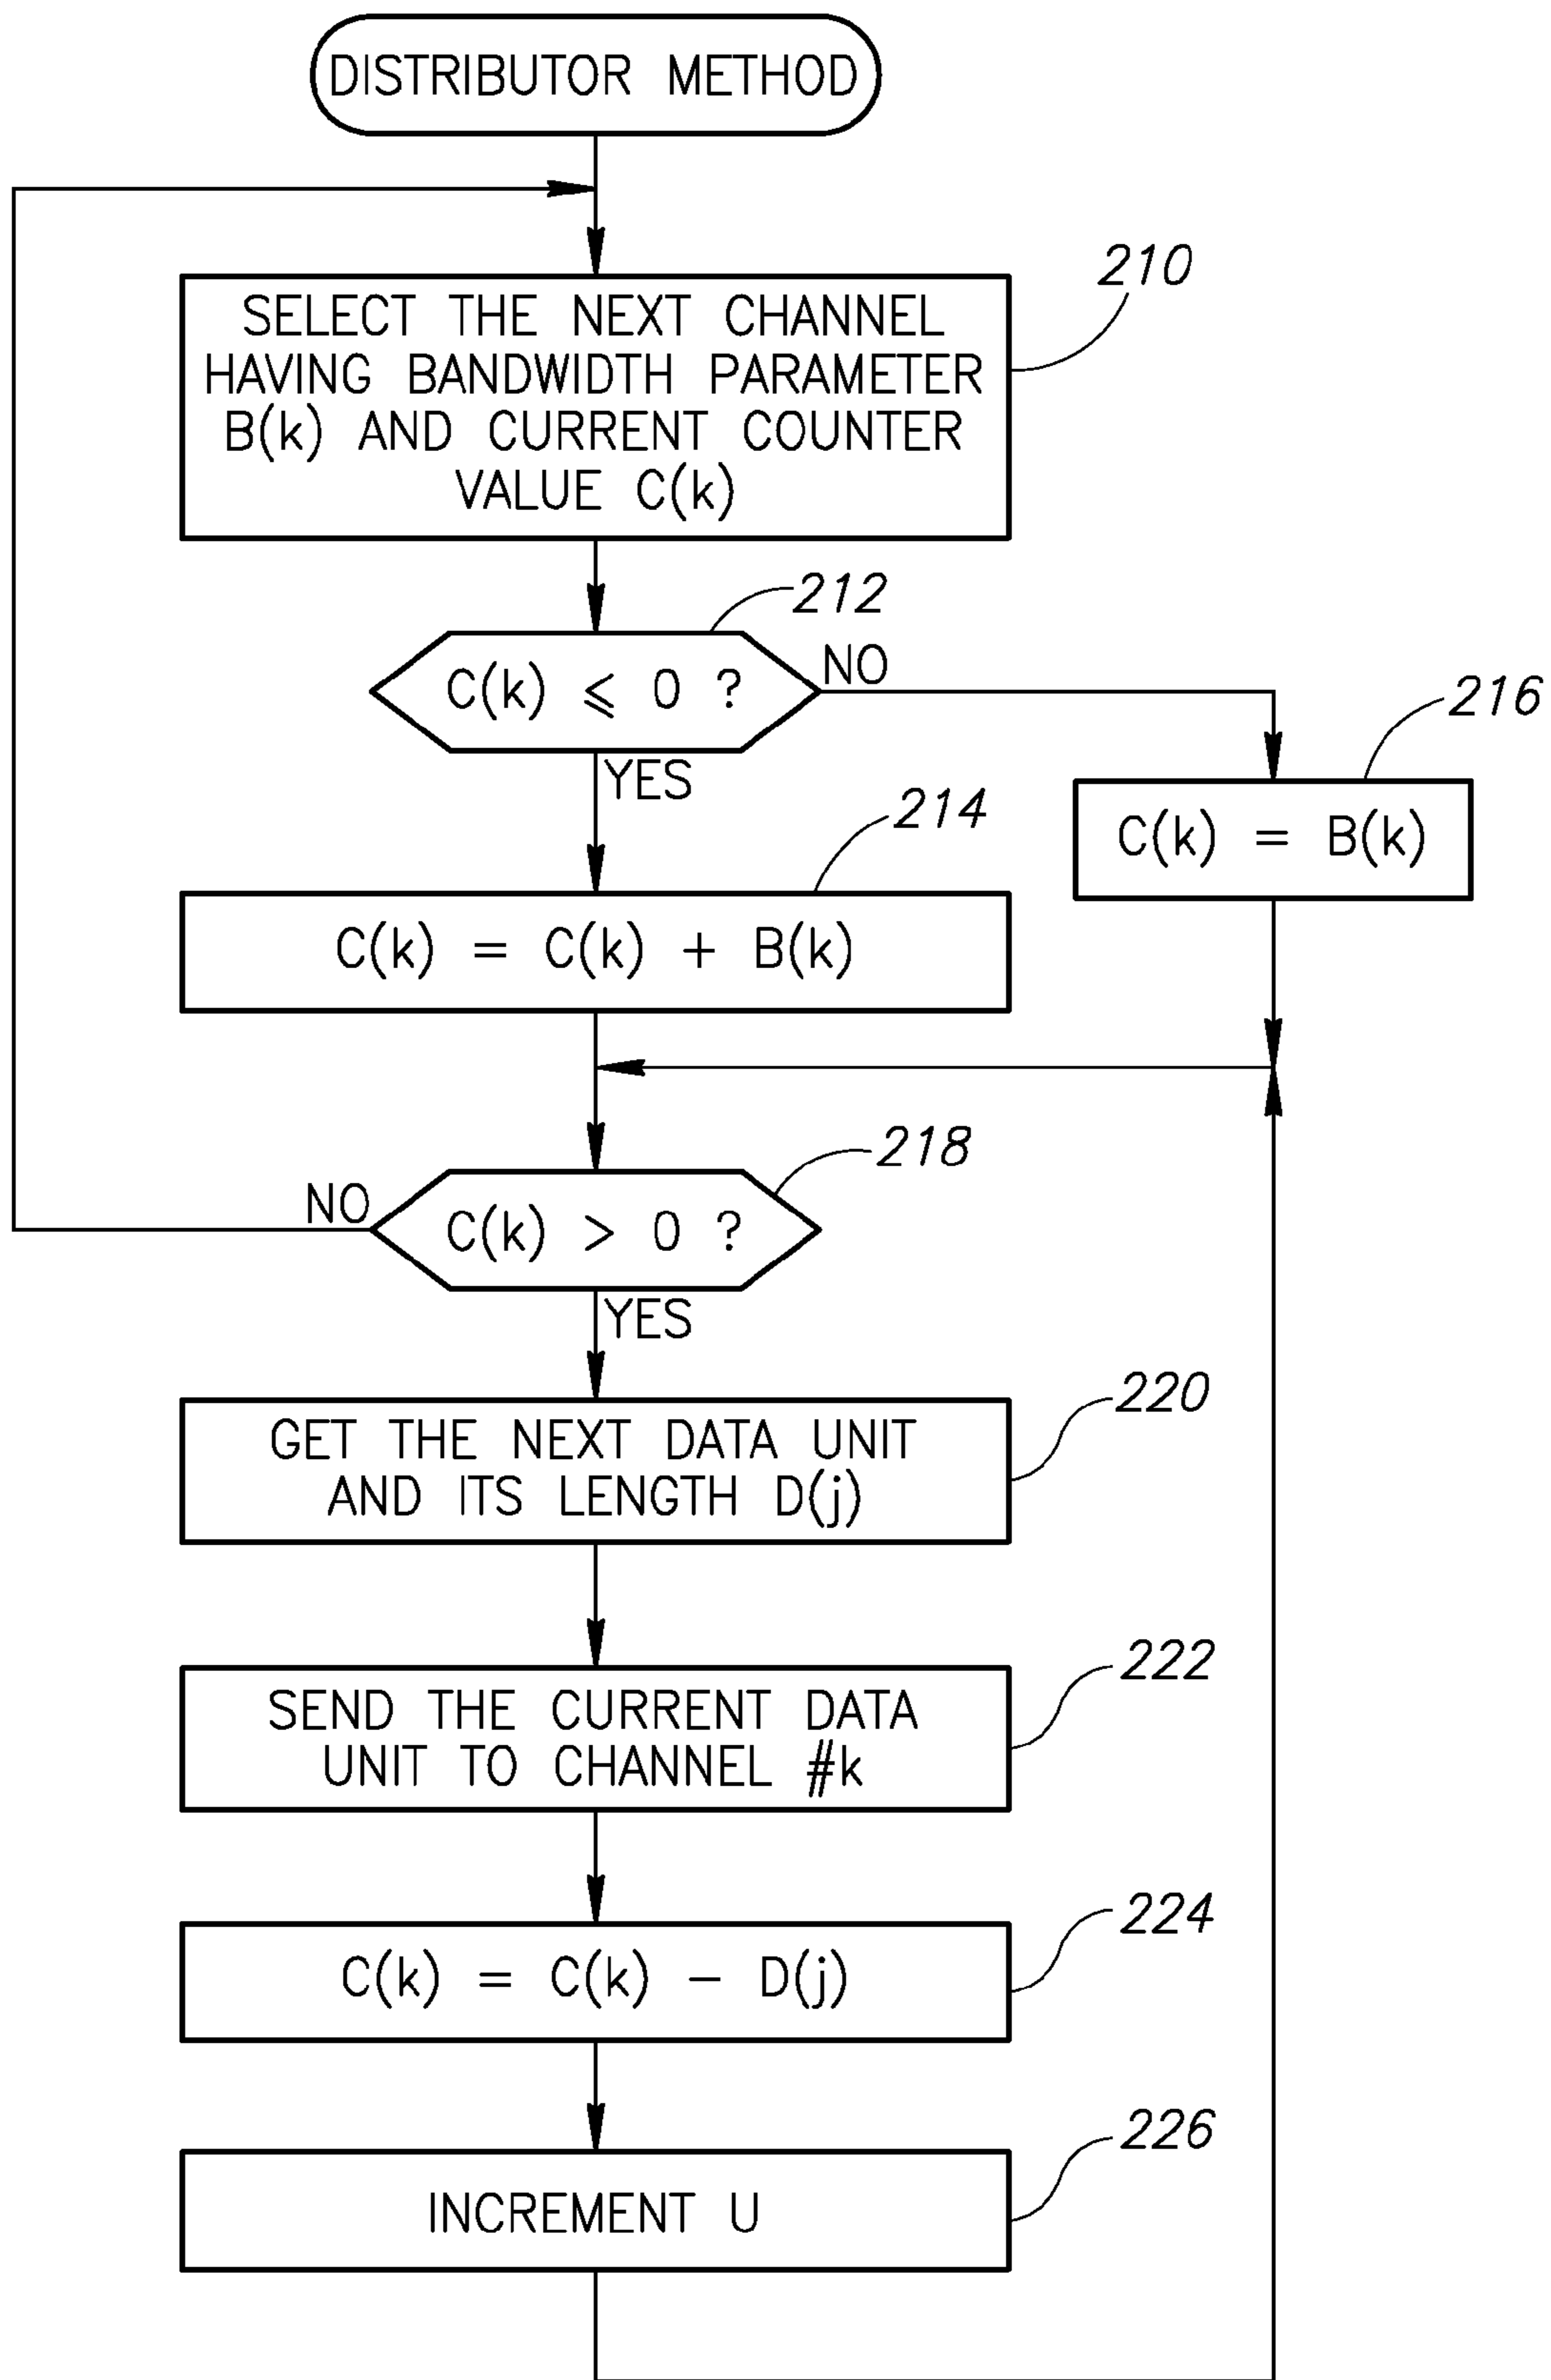 DISTRIBUTOR METHOD
210
SELECT THE NEXT CHANNEL
HAVING BANDWIDTH PARAMETER
B(k) AND CURRENT COUNTER
VALUE C(k)
212
C(k) ⩽ 0 ?
NO
YES
216
C(k) = B(k)
214
C(k) = C(k) + B(k)
218
NO
C(k) > 0 ?
YES
220
GET THE NEXT DATA UNIT
AND ITS LENGTH D(j)
222
SEND THE CURRENT DATA
UNIT TO CHANNEL #k
224
C(k) = C(k) - D(j)
226
INCREMENT U